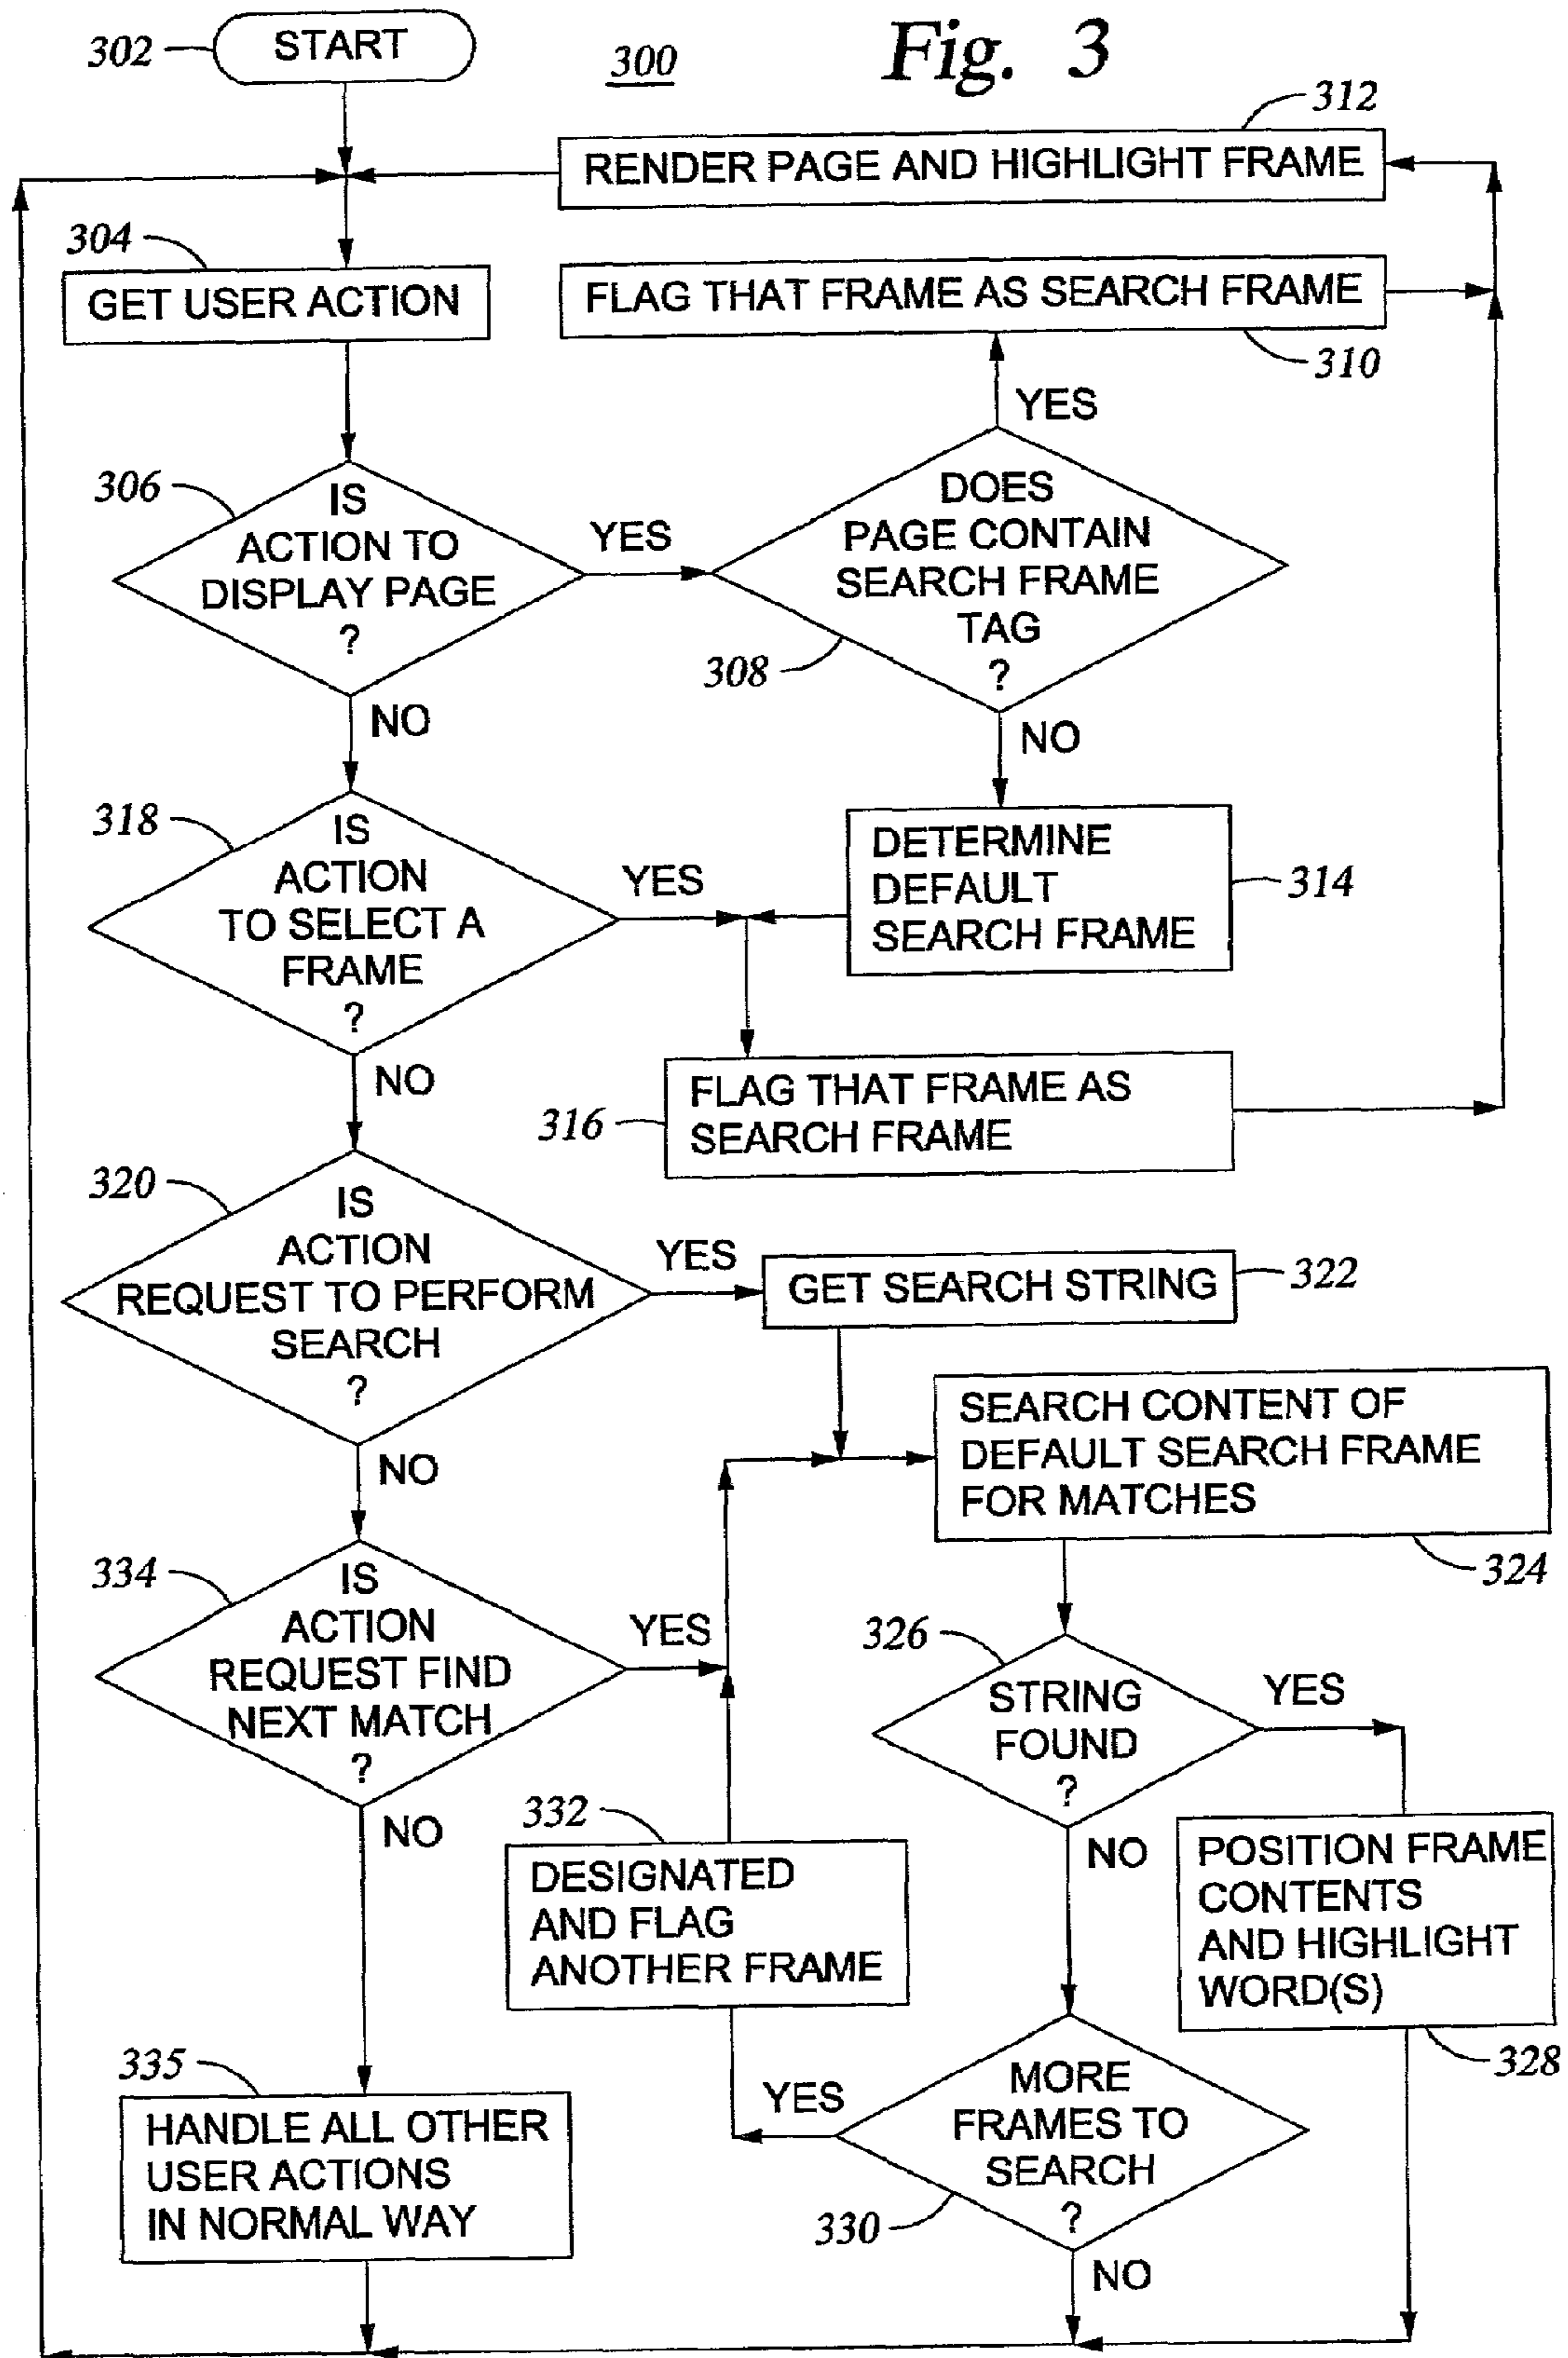 Fig. 3
300
302
START
312
RENDER PAGE AND HIGHLIGHT FRAME
304
GET USER ACTION
FLAG THAT FRAME AS SEARCH FRAME
310
YES
306
IS
ACTION TO
DISPLAY PAGE
?
YES
DOES
PAGE CONTAIN
SEARCH FRAME
TAG
?
308
NO
NO
318
IS
ACTION
TO SELECT A
FRAME
?
YES
DETERMINE
DEFAULT
SEARCH FRAME
314
NO
316
FLAG THAT FRAME AS
SEARCH FRAME
320
IS
ACTION
REQUEST TO PERFORM
SEARCH
?
YES
GET SEARCH STRING
322
NO
SEARCH CONTENT OF
DEFAULT SEARCH FRAME
FOR MATCHES
324
334
IS
ACTION
REQUEST FIND
NEXT MATCH
?
YES
326
STRING
FOUND
?
YES
NO
332
DESIGNATED
AND FLAG
ANOTHER FRAME
NO
POSITION FRAME
CONTENTS
AND HIGHLIGHT
WORD(S)
328
335
HANDLE ALL OTHER
USER ACTIONS
IN NORMAL WAY
YES
MORE
FRAMES TO
SEARCH
?
330
NO